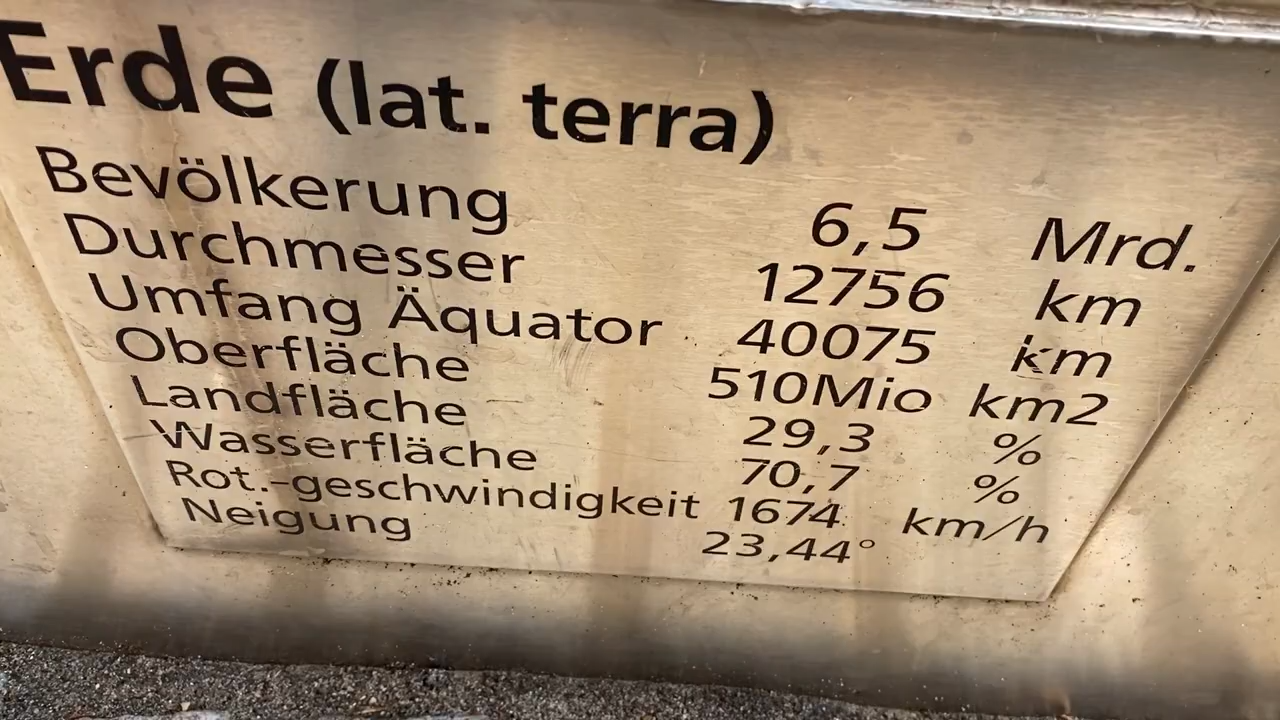 Erde (lat. terra)
Bevölkerung 6,5 Mrd.
Durchmesser 12756 km
Umfang Äquator 40075 km
Oberfläche 510Mio km2
Landfläche 29,3 %
Wasserfläche 70,7 %
Rot.-geschwindigkeit 1674 km/h
Neigung 23,44°